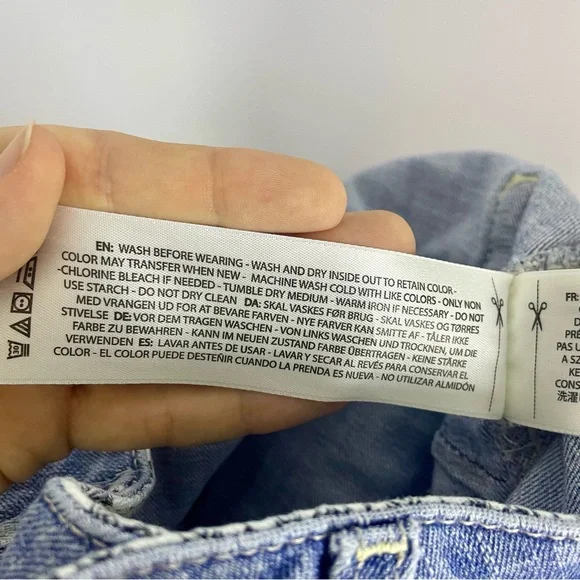 EN: WASH BEFORE WEARING - WASH AND DRY INSIDE OUT TO RETAIN COLOR-
COLOR MAY TRANSFER WHEN NEW - MACHINE WASH COLD WITH LIKE COLORS - ONLY NON
-CHLORINE BLEACH IF NEEDED - TUMBLE DRY MEDIUM - WARM IRON IF NECESSARY - DO NOT
USE STARCH - DO NOT DRY CLEAN DA: SKAL VASKES FØR BRUG - SKAL VASKES OG TØRRES
MED VRANGEN UD FOR AT BEVARE FARVEN - NYE FARVER KAN SMITTE AF - TÅLER IKKE
STIVELSE DE: VOR DEM TRAGEN WASCHEN - VON LINKS WASCHEN UND TROCKNEN, UM DIE
FARBE ZU BEWAHREN - KANN IM NEUEN ZUSTAND FARBE ÜBERTRAGEN - KEINE STÄRKE
VERWENDEN ES: LAVAR ANTES DE USAR - LAVAR Y SECAR AL REVÉS PARA CONSERVAR EL
COLOR - EL COLOR PUEDE DESTEÑIR CUANDO LA PRENDA ES NUEVA - NO UTILIZAR ALMIDÓN
FR:
PRÉ
PAS U
A S
KE
CONS
洗濯